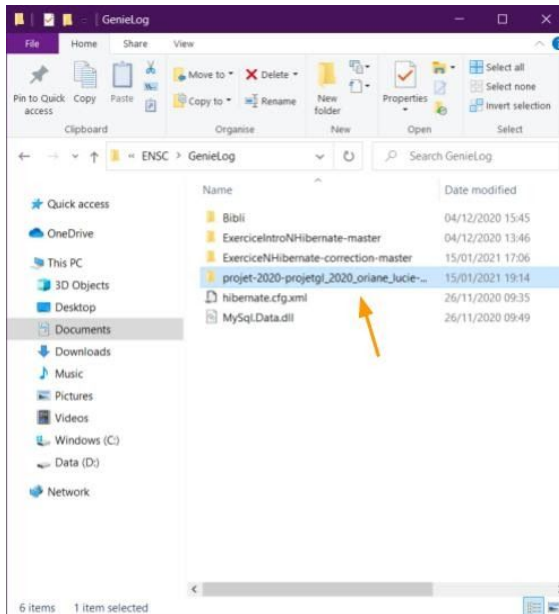 GenieLog
File Home Share View
Pin to Quick access
Copy
Paste
Move to
Copy to
Delete
Rename
New folder
Properties
Select all
Select none
Invert selection
Clipboard Organise New Open Select
ENSC > GenieLog
Search GenieLog
Name Date modified
Quick access
OneDrive
This PC
3D Objects
Desktop
Documents
Downloads
Music
Pictures
Videos
Windows (C:)
Data (D:)
Network
Bibli 04/12/2020 15:45
ExerciceIntroNHibernate-master 04/12/2020 13:46
ExerciceNHibernate-correction-master 15/01/2021 17:06
projet-2020-projetgl_2020_oriane_lucie-... 15/01/2021 19:14
hibernate.cfg.xml 26/11/2020 09:35
MySql.Data.dll 26/11/2020 09:49
6 items 1 item selected